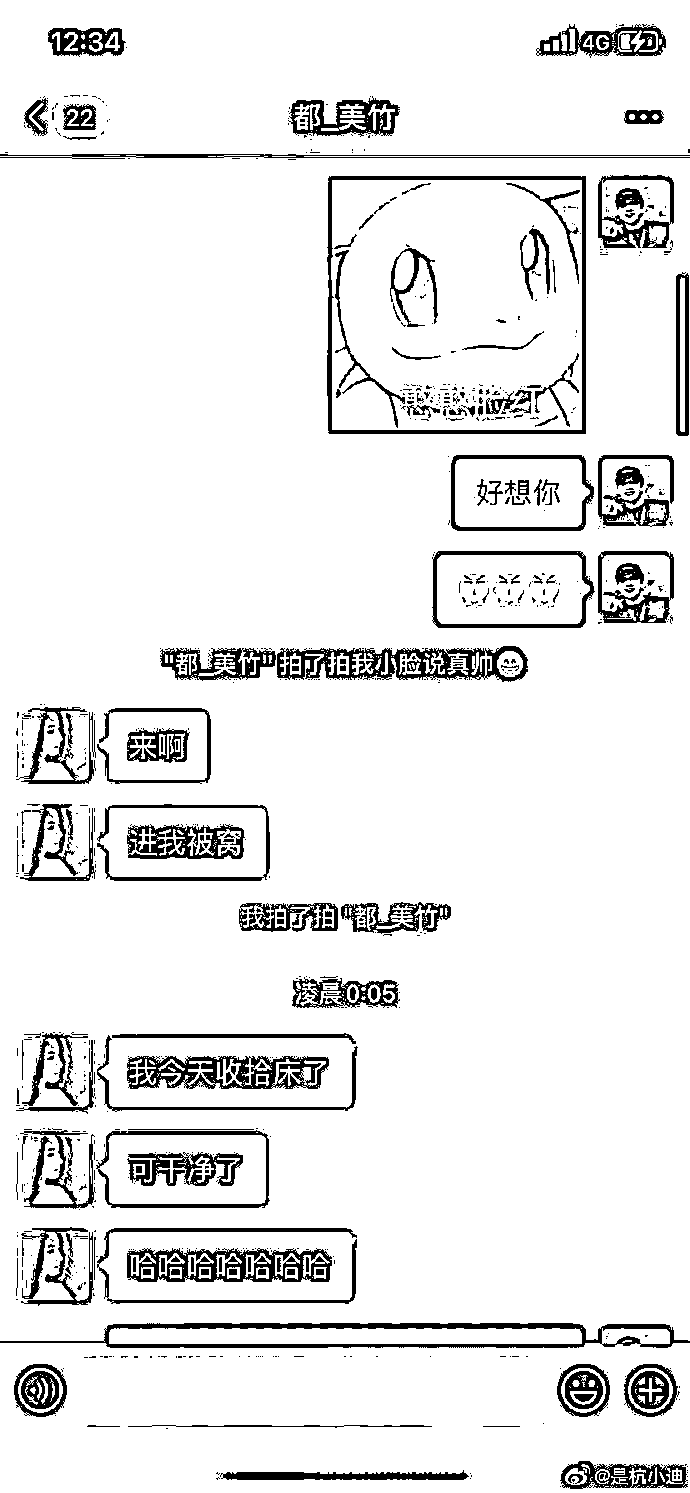 12:34
4G
22
都_美竹
憨憨脸红
好想你
"都_美竹" 拍了拍我小脸说真帅
来啊
进我被窝
我拍了拍 "都_美竹"
凌晨 0:05
我今天收拾床了
可干净了
哈哈哈哈哈哈哈
@是杭小迪